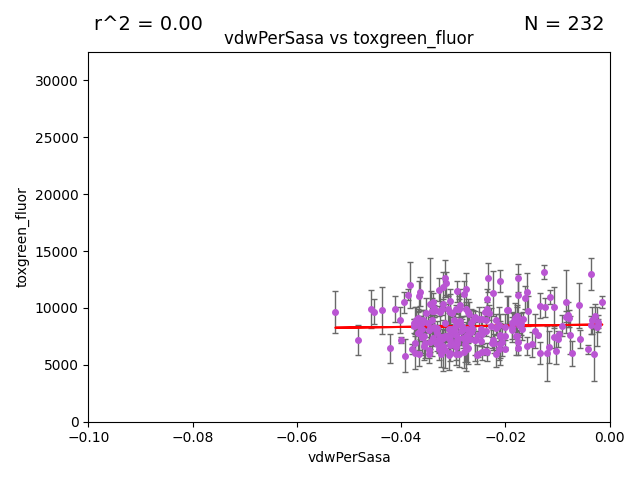 r^2 = 0.00
N = 232
vdwPerSasa vs toxgreen_fluor
30000
25000
20000
15000
10000
5000
0
toxgreen_fluor
−0.10
−0.08
−0.06
−0.04
−0.02
0.00
vdwPerSasa